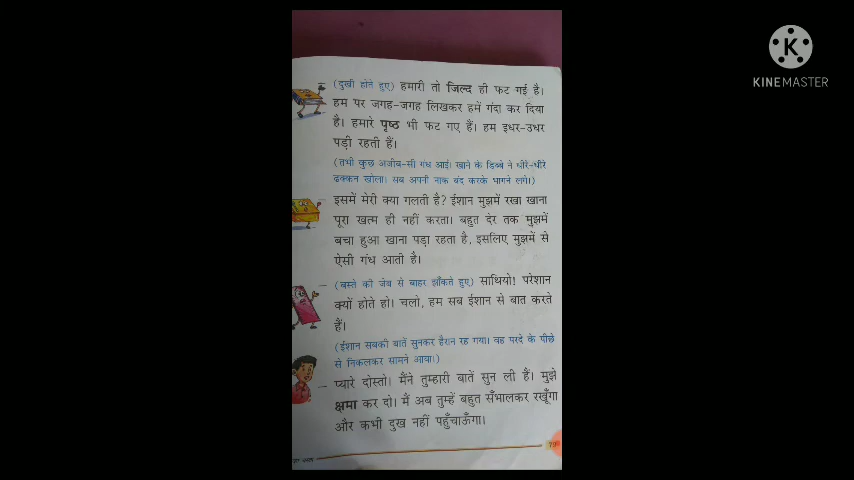 K
KINEMASTER
(दुखी होते हुए) हमारी तो जिल्द ही फट गई है।
हम पर जगह-जगह लिखकर हमें गंदा कर दिया
है। हमारे पृष्ठ भी फट गए हैं। हम इधर-उधर
पड़ी रहती हैं।
(तभी कुछ अजीब-सी गंध आई। खाने के डिब्बे ने धीरे-धीरे
ढक्कन खोला। सब अपनी नाक बंद करके भागने लगे।)
इसमें मेरी क्या गलती है? ईशान मुझमें रखा खाना
पूरा खत्म ही नहीं करता। बहुत देर तक मुझमें
बचा हुआ खाना पड़ा रहता है, इसलिए मुझमें से
ऐसी गंध आती है।
– (बस्ते की जेब से बाहर झाँकते हुए) साथियो! परेशान
क्यों होते हो। चलो, हम सब ईशान से बात करते
हैं।
(ईशान सबकी बातें सुनकर हैरान रह गया। वह परदे के पीछे
से निकलकर सामने आया।)
– प्यारे दोस्तो। मैंने तुम्हारी बातें सुन ली हैं। मुझे
क्षमा कर दो। मैं अब तुम्हें बहुत सँभालकर रखूँगा
और कभी दुख नहीं पहुँचाऊँगा।